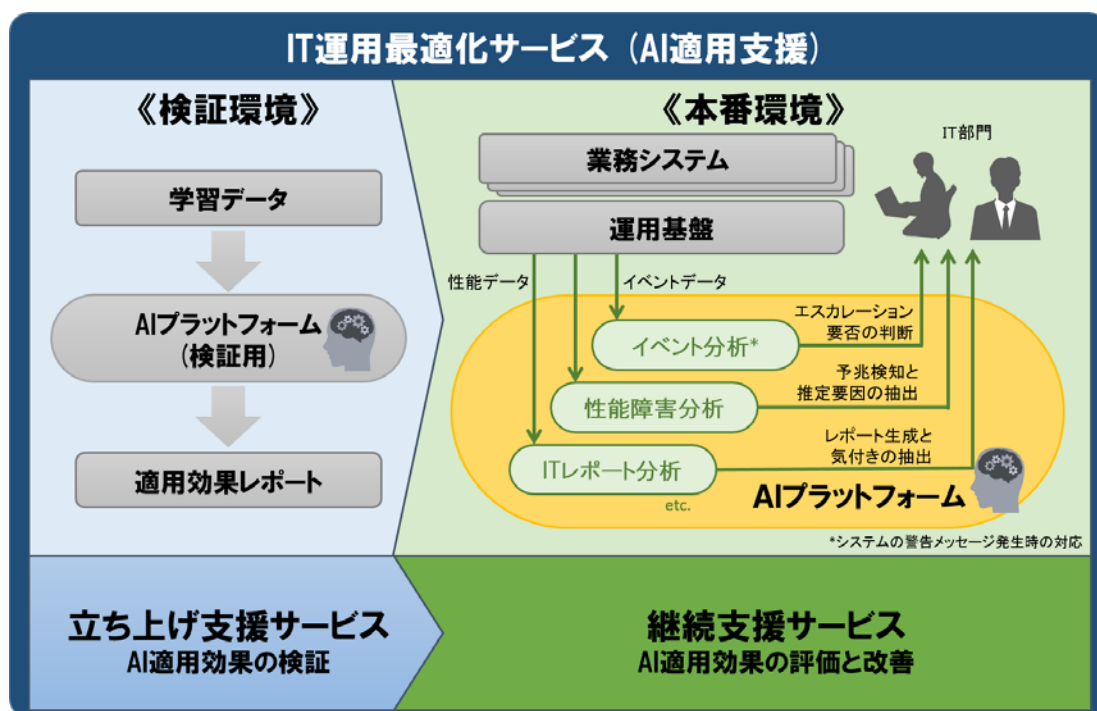 IT運用最適化サービス（AI適用支援）
《検証環境》
学習データ
AIプラットフォーム
(検証用)
適用効果レポート
《本番環境》
IT部門
業務システム
運用基盤
性能データ
イベントデータ
イベント分析*
エスカレーション
要否の判断
性能障害分析
予兆検知と
推定要因の抽出
ITレポート分析
レポート生成と
気付きの抽出
etc.
AIプラットフォーム
*システムの警告メッセージ発生時の対応
立ち上げ支援サービス
AI適用効果の検証
継続支援サービス
AI適用効果の評価と改善